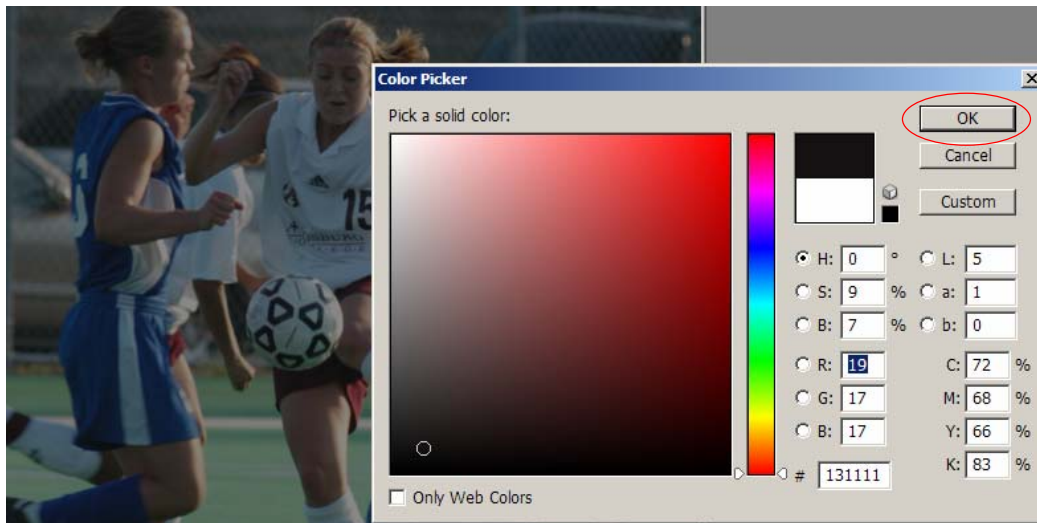 Color Picker
Pick a solid color:
OK
Cancel
Custom
H: 0 °
S: 9 %
B: 7 %
L: 5
a: 1
b: 0
R: 19
G: 17
B: 17
# 131111
C: 72 %
M: 68 %
Y: 66 %
K: 83 %
Only Web Colors
15